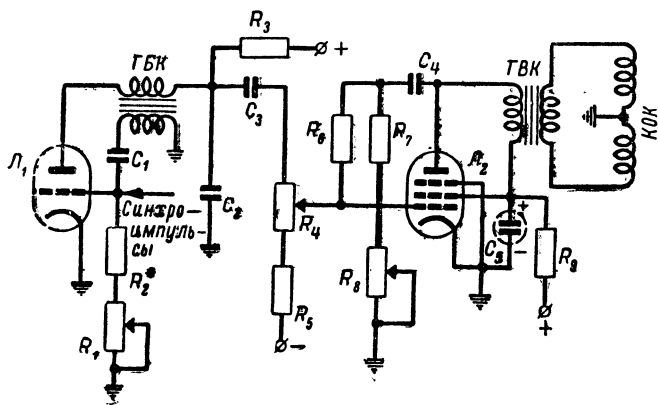 R₃
+
ТБК
C₄
ТВК
C₃
КОК
Л₁
C₁
R₆
R₇
Л₂
Синхро-
импуль-
сы
C₂
R₄
+
C₅
−
R₂*
R₈
R₉
R₁
R₅
−
+